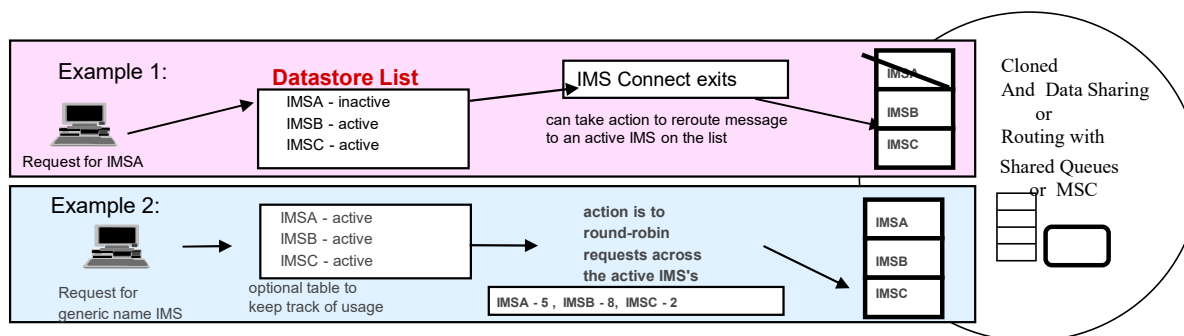 Example 1:
Request for IMSA
Datastore List
IMSA - inactive
IMSB - active
IMSC - active
IMS Connect exits
can take action to reroute message
to an active IMS on the list
IMSA
IMSB
IMSC
Example 2:
Request for
generic name IMS
IMSA - active
IMSB - active
IMSC - active
optional table to
keep track of usage
action is to
round-robin
requests across
the active IMS's
IMSA - 5 , IMSB - 8, IMSC - 2
IMSA
IMSB
IMSC
Cloned
And Data Sharing
or
Routing with
Shared Queues
or MSC